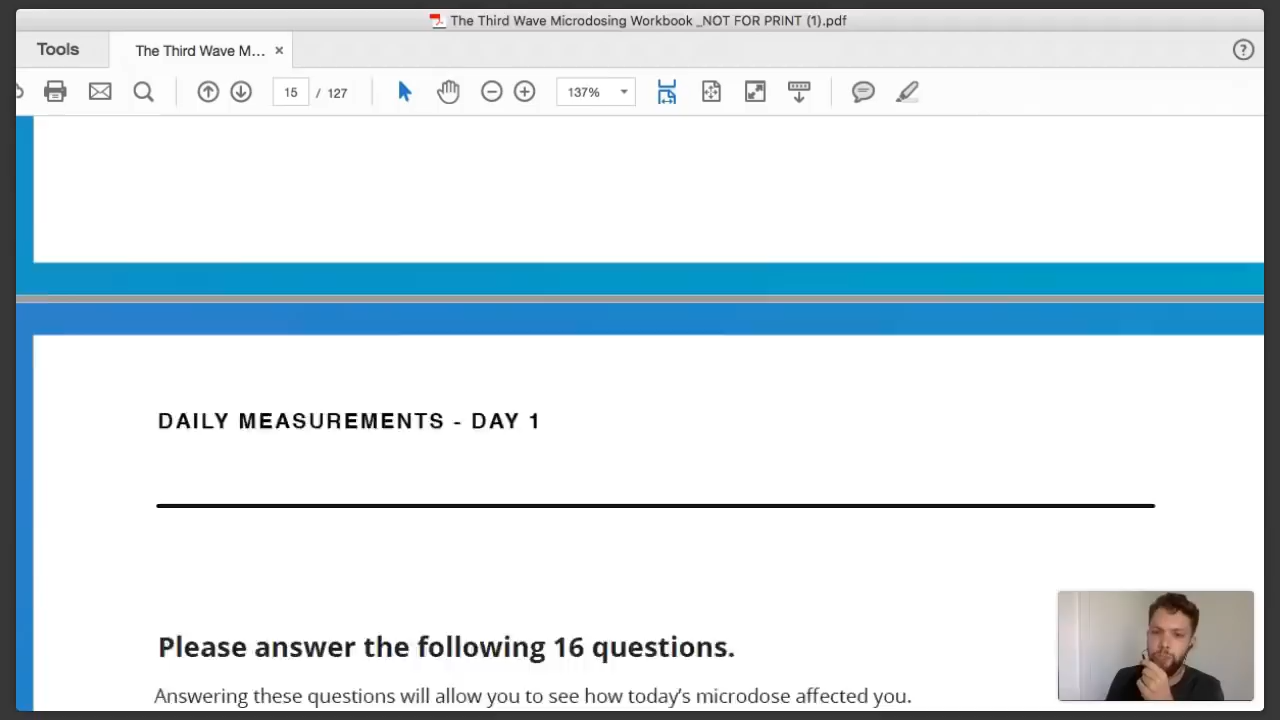 The Third Wave Microdosing Workbook _NOT FOR PRINT (1).pdf
Tools
The Third Wave M... ×
?
15 / 127
137%
DAILY MEASUREMENTS - DAY 1
Please answer the following 16 questions.
Answering these questions will allow you to see how today's microdose affected you.